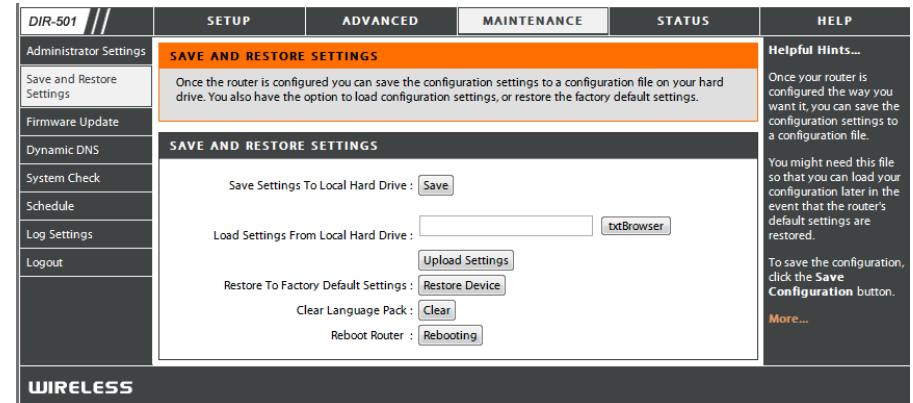 DIR-501
SETUP
ADVANCED
MAINTENANCE
STATUS
HELP
Administrator Settings
Save and Restore
Settings
Firmware Update
Dynamic DNS
System Check
Schedule
Log Settings
Logout
SAVE AND RESTORE SETTINGS
Once the router is configured you can save the configuration settings to a configuration file on your hard
drive. You also have the option to load configuration settings, or restore the factory default settings.
SAVE AND RESTORE SETTINGS
Save Settings To Local Hard Drive : Save
Load Settings From Local Hard Drive : txtBrowser
Upload Settings
Restore To Factory Default Settings : Restore Device
Clear Language Pack : Clear
Reboot Router : Rebooting
Helpful Hints...
Once your router is
configured the way you
want it, you can save the
configuration settings to
a configuration file.
You might need this file
so that you can load your
configuration later in the
event that the router's
default settings are
restored.
To save the configuration,
click the Save
Configuration button.
More...
WIRELESS